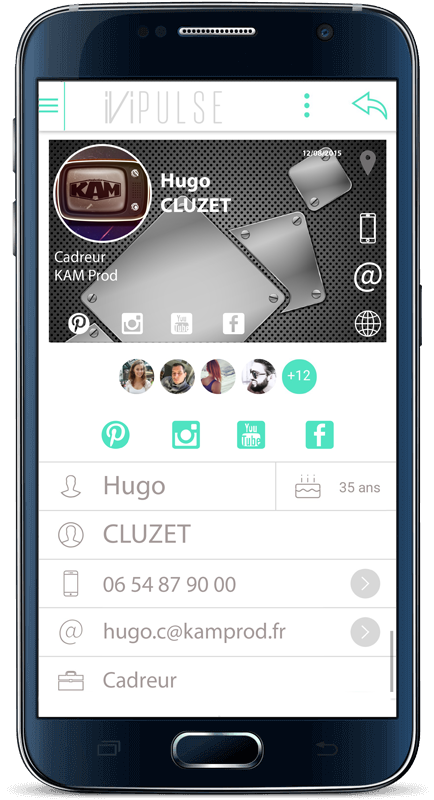 iViPULSE
12/08/2015
KAM
Hugo
CLUZET
Cadreur
KAM Prod
You
Tube
+12
You
Tube
Hugo
35 ans
CLUZET
06 54 87 90 00
hugo.c@kamprod.fr
Cadreur